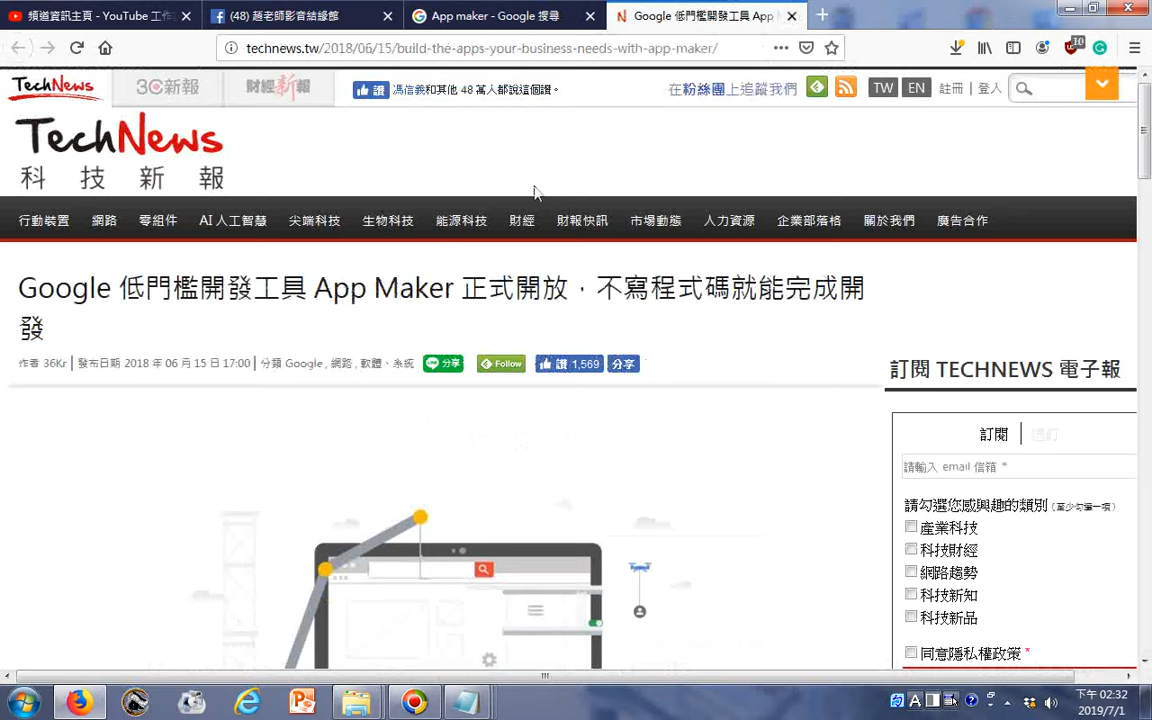 頻道資訊主頁 - YouTube 工作
(48) 趙老師影音結緣館
App maker - Google 搜尋
Google 低門檻開發工具 App M
technews.tw/2018/06/15/build-the-apps-your-business-needs-with-app-maker/
10
TechNews
3C新報
財經新報
讚
馮信義和其他 48 萬人都說這個讚。
在粉絲團上追蹤我們
TW
EN
註冊 | 登入
TechNews
科技新報
行動裝置 網路 零組件 AI 人工智慧 尖端科技 生物科技 能源科技 財經 財報快訊 市場動態 人力資源 企業部落格 關於我們 廣告合作
Google 低門檻開發工具 App Maker 正式開放，不寫程式碼就能完成開
發
作者 36Kr | 發布日期 2018 年 06 月 15 日 17:00 | 分類 Google , 網路 , 軟體、系統
分享
Follow
讚 1,569
分享
訂閱 TECHNEWS 電子報
訂閱
退訂
請輸入 email 信箱 *
請勾選您感興趣的類別 (至少勾選一項)
產業科技
科技財經
網路趨勢
科技新知
科技新品
同意隱私權政策 *
A
下午 02:32
2019/7/1